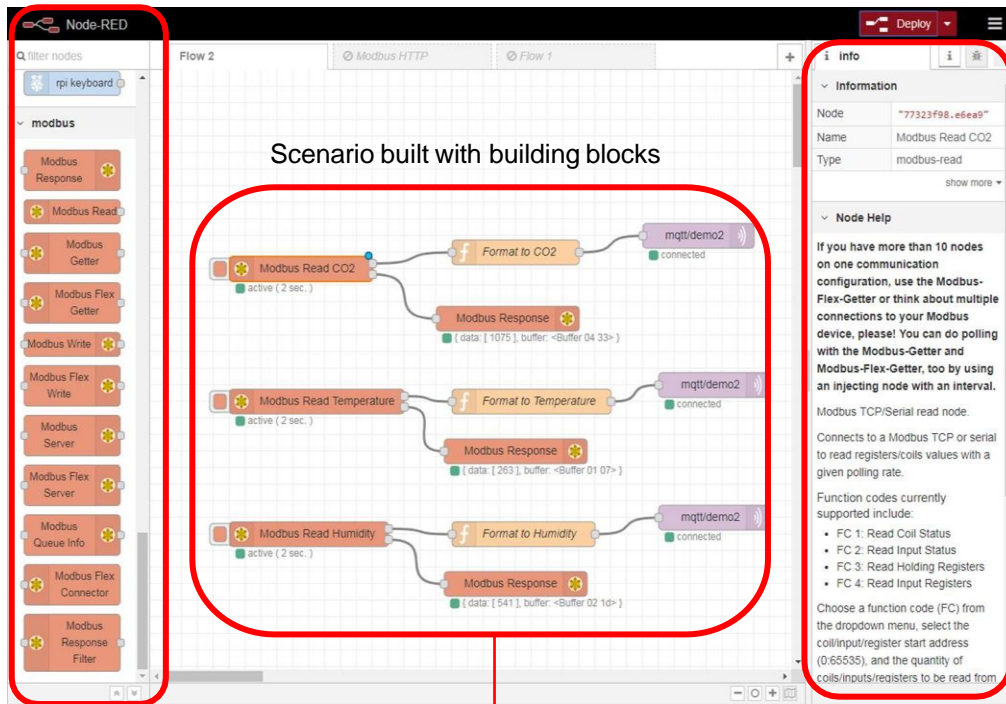 Node-RED
Deploy
filter nodes
rpi keyboard
modbus
Modbus
Response
Modbus Read
Modbus
Getter
Modbus Flex
Getter
Modbus Write
Modbus Flex
Write
Modbus
Server
Modbus Flex
Server
Modbus
Queue Info
Modbus Flex
Connector
Modbus
Response
Filter
Flow 2
Modbus HTTP
Flow 1
Scenario built with building blocks
Modbus Read CO2
active ( 2 sec. )
Format to CO2
mqtt/demo2
connected
Modbus Response
{ data: [ 1075 ], buffer: <Buffer 04 33> }
Modbus Read Temperature
active ( 2 sec. )
Format to Temperature
mqtt/demo2
connected
Modbus Response
{ data: [ 263 ], buffer: <Buffer 01 07> }
Modbus Read Humidity
active ( 2 sec. )
Format to Humidity
mqtt/demo2
connected
Modbus Response
{ data: [ 541 ], buffer: <Buffer 02 1d> }
i info i
Information
Node "77323f98.e6ea9"
Name Modbus Read CO2
Type modbus-read
show more
Node Help
If you have more than 10 nodes
on one communication
configuration, use the Modbus-
Flex-Getter or think about multiple
connections to your Modbus
device, please! You can do polling
with the Modbus-Getter and
Modbus-Flex-Getter, too by using
an injecting node with an interval.
Modbus TCP/Serial read node.
Connects to a Modbus TCP or serial
to read registers/coils values with a
given polling rate.
Function codes currently
supported include:
• FC 1: Read Coil Status
• FC 2: Read Input Status
• FC 3: Read Holding Registers
• FC 4: Read Input Registers
Choose a function code (FC) from
the dropdown menu, select the
coil/input/register start address
(0:65535), and the quantity of
coils/inputs/registers to be read from